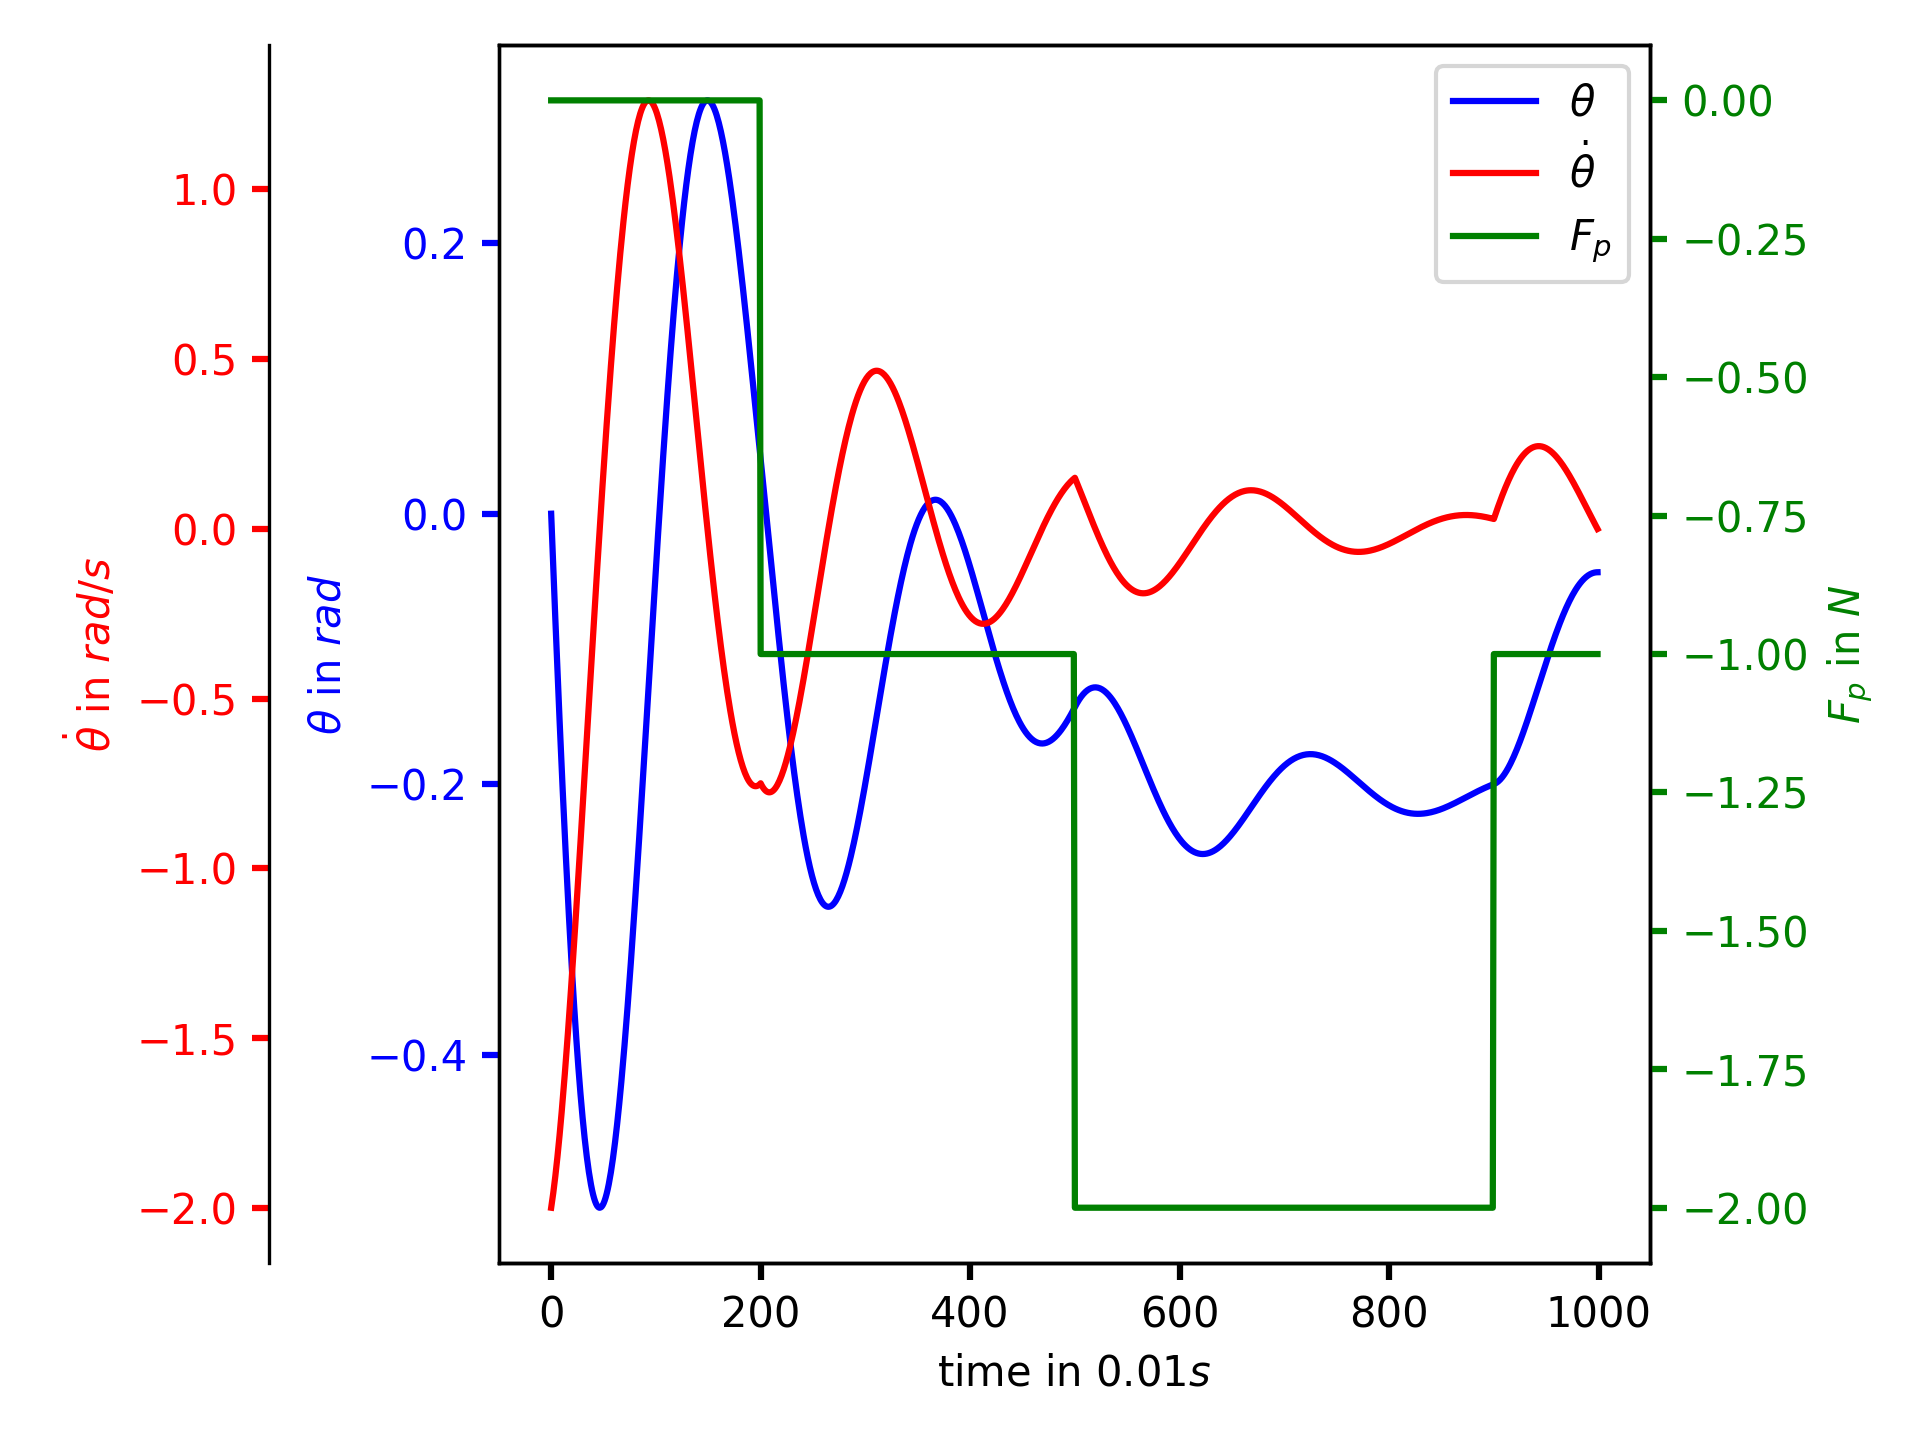 θ
θ̇
F_p
1.0
0.5
0.0
−0.5
−1.0
−1.5
−2.0
θ̇ in rad/s
0.2
0.0
−0.2
−0.4
θ in rad
0.00
−0.25
−0.50
−0.75
−1.00
−1.25
−1.50
−1.75
−2.00
F_p in N
0 200 400 600 800 1000
time in 0.01s